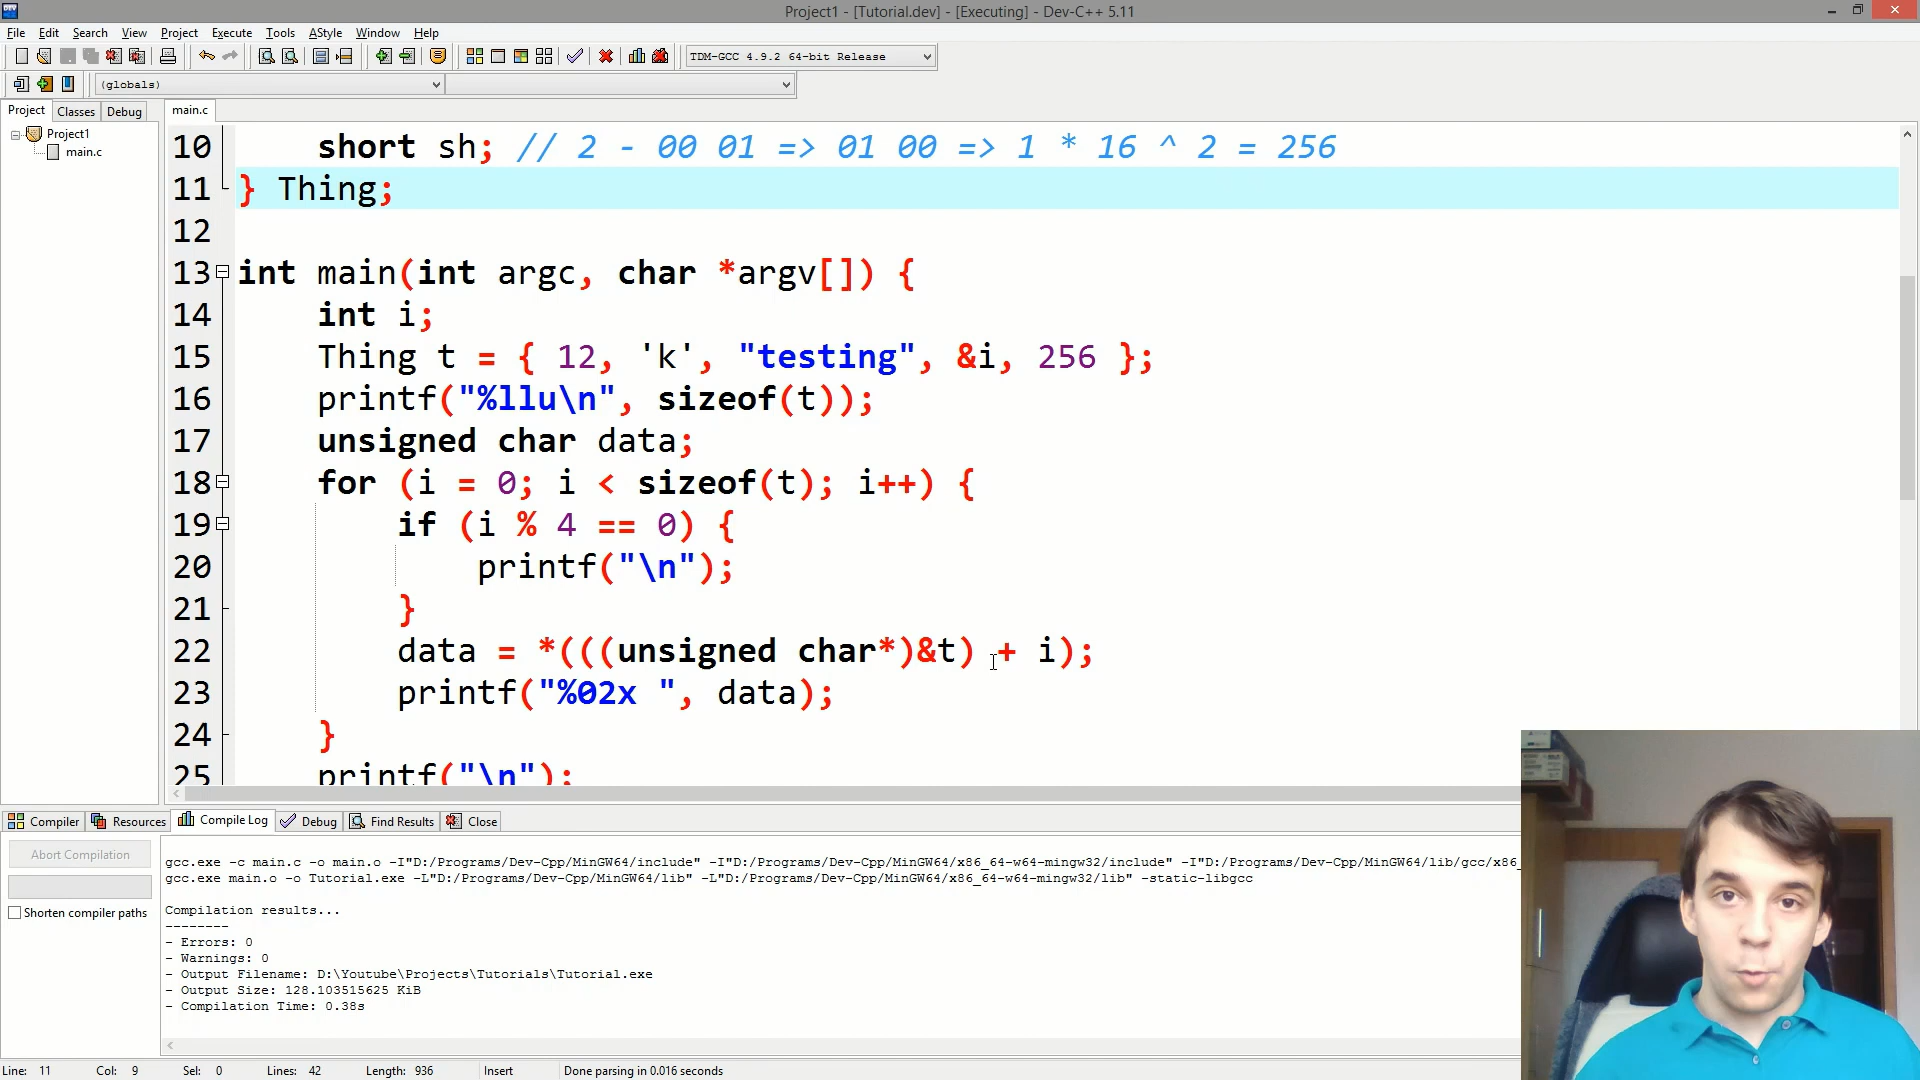 Project1 - [Tutorial.dev] - [Executing] - Dev-C++ 5.11
File Edit Search View Project Execute Tools AStyle Window Help
TDM-GCC 4.9.2 64-bit Release
(globals)
Project Classes Debug
main.c
Project1
main.c
10 short sh; // 2 - 00 01 => 01 00 => 1 * 16 ^ 2 = 256
11 } Thing;
12
13 int main(int argc, char *argv[]) {
14 int i;
15 Thing t = { 12, 'k', "testing", &i, 256 };
16 printf("%llu\n", sizeof(t));
17 unsigned char data;
18 for (i = 0; i < sizeof(t); i++) {
19 if (i % 4 == 0) {
20 printf("\n");
21 }
22 data = *(((unsigned char*)&t) + i);
23 printf("%02x ", data);
24 }
25 printf("\n");
Compiler Resources Compile Log Debug Find Results Close
Abort Compilation
Shorten compiler paths
gcc.exe -c main.c -o main.o -I"D:/Programs/Dev-Cpp/MinGW64/include" -I"D:/Programs/Dev-Cpp/MinGW64/x86_64-w64-mingw32/include" -I"D:/Programs/Dev-Cpp/MinGW64/lib/gcc/x86_
gcc.exe main.o -o Tutorial.exe -L"D:/Programs/Dev-Cpp/MinGW64/lib" -L"D:/Programs/Dev-Cpp/MinGW64/x86_64-w64-mingw32/lib" -static-libgcc
Compilation results...
--------
- Errors: 0
- Warnings: 0
- Output Filename: D:\Youtube\Projects\Tutorials\Tutorial.exe
- Output Size: 128.103515625 KiB
- Compilation Time: 0.38s
Line: 11 Col: 9 Sel: 0 Lines: 42 Length: 936 Insert Done parsing in 0.016 seconds